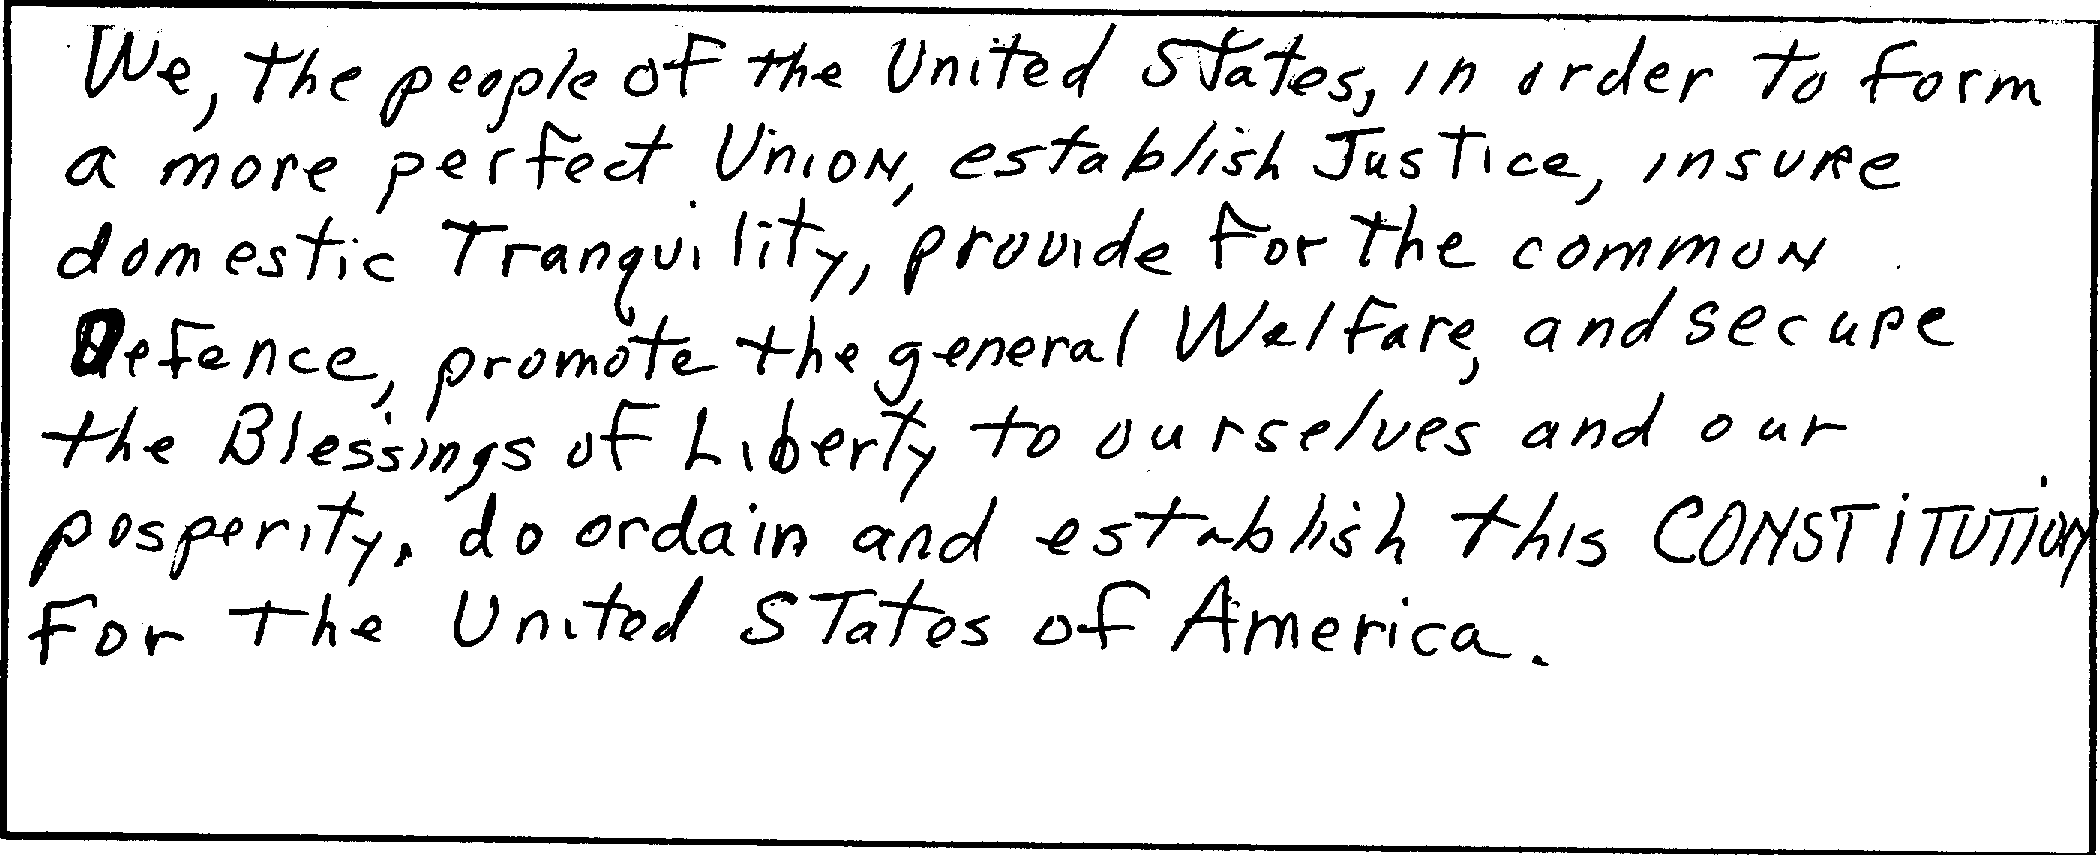 We, the people of the United States, in order to form
a more perfect Union, establish Justice, insure
domestic Tranquility, provide for the common
Defence, promote the general Welfare, and secure
the Blessings of Liberty to ourselves and our
posperity, do ordain and establish this CONSTITUTION
for the United States of America.